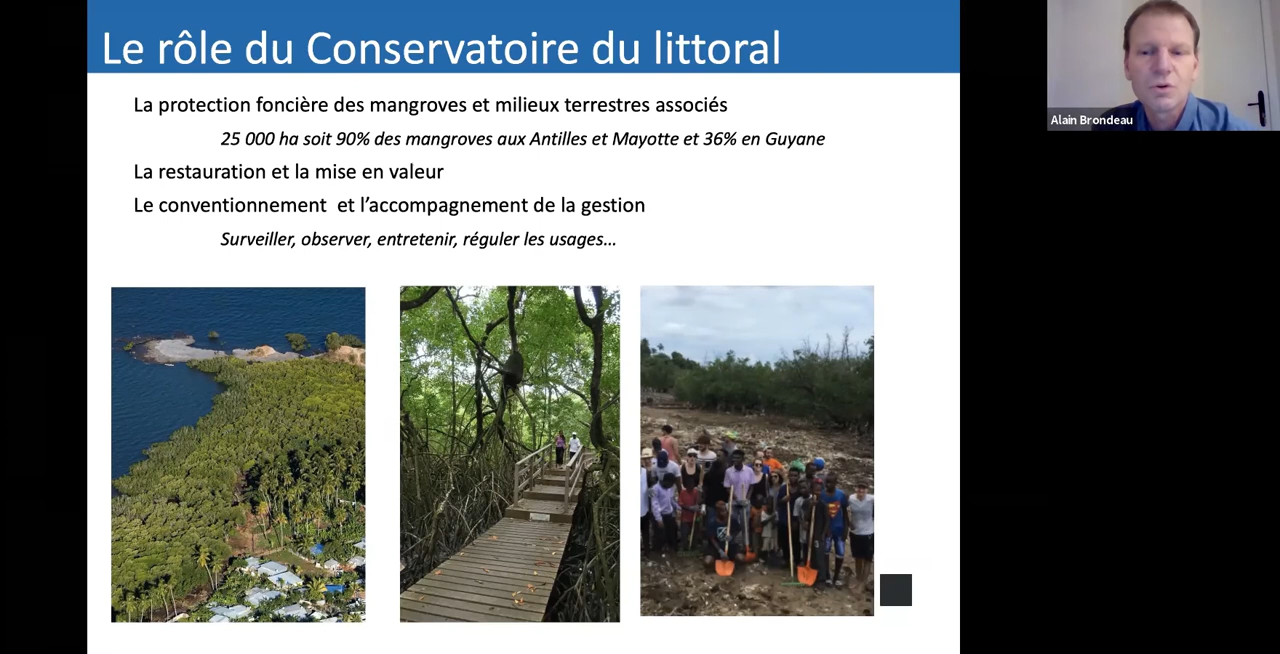 Le rôle du Conservatoire du littoral
La protection foncière des mangroves et milieux terrestres associés
25 000 ha soit 90% des mangroves aux Antilles et Mayotte et 36% en Guyane
La restauration et la mise en valeur
Le conventionnement  et l’accompagnement de la gestion
Surveiller, observer, entretenir, réguler les usages…
Alain Brondeau